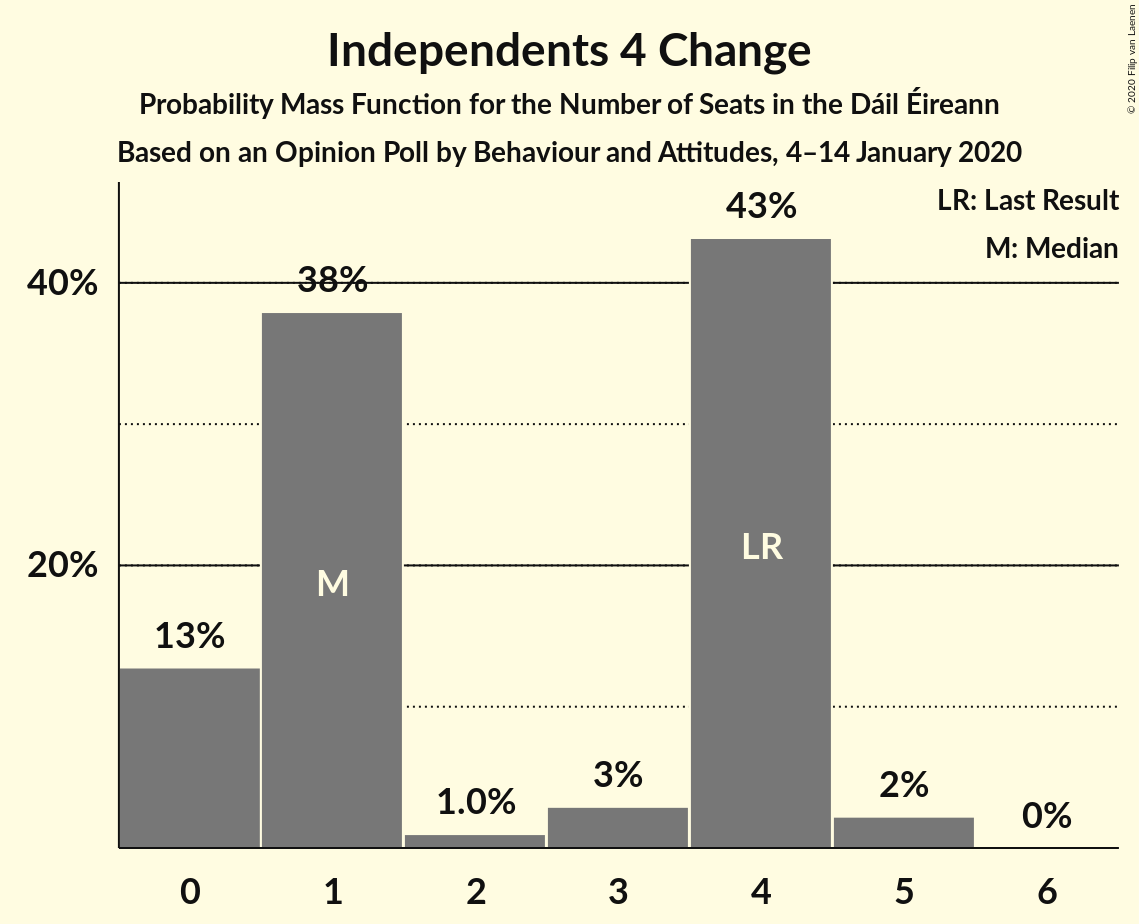 Independents 4 Change
Probability Mass Function for the Number of Seats in the Dáil Éireann
Based on an Opinion Poll by Behaviour and Attitudes, 4–14 January 2020
© 2020 Filip van Laenen
LR: Last Result
M: Median
43%
40%
38%
20%
LR
M
13%
1.0%
3%
2%
0%
0 1 2 3 4 5 6